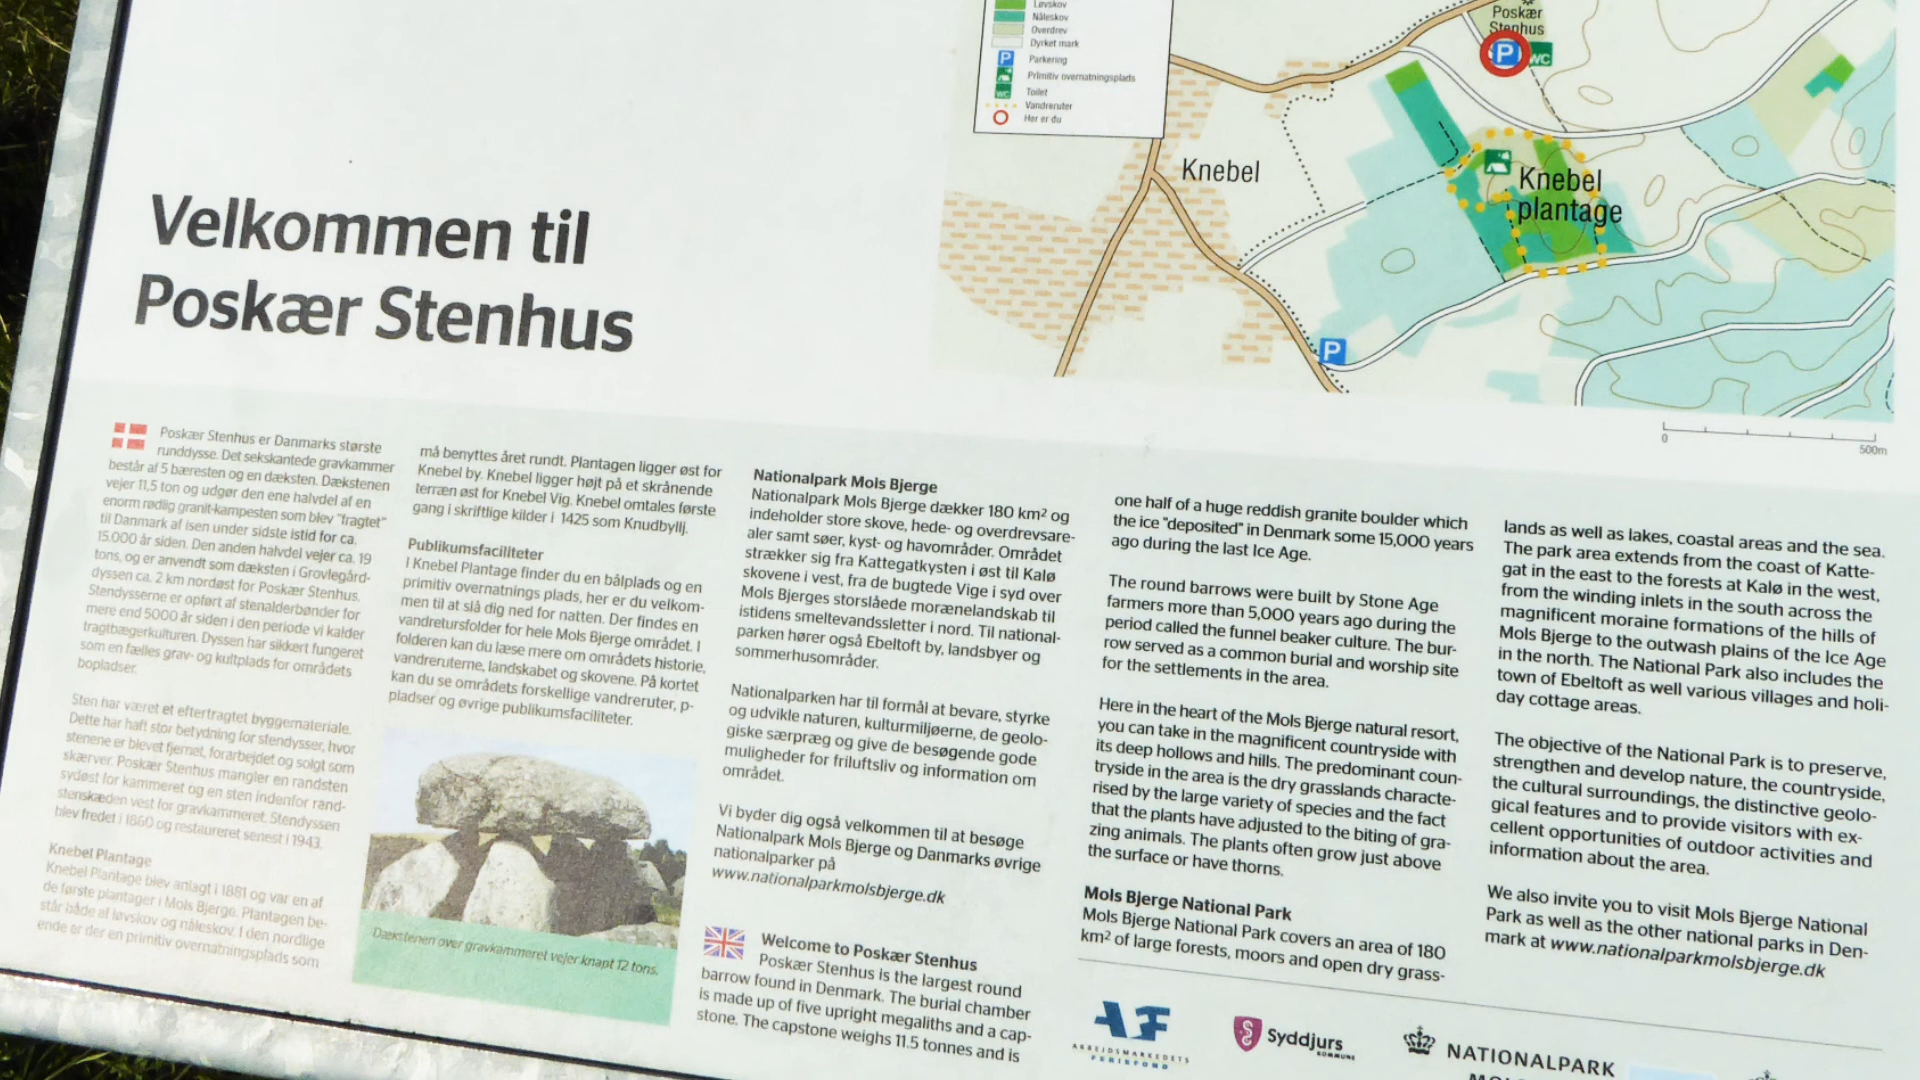 Løvskov
Nåleskov
Overdrev
Dyrket mark
P Parkering
Primitiv overnatningsplads
WC Toilet
Vandreruter
Her er du
Poskær
Stenhus
P WC
Knebel
Knebel
plantage
P
0 500m
Velkommen til
Poskær Stenhus
Poskær Stenhus er Danmarks største
runddysse. Det sekskantede gravkammer
består af 5 bæresten og en dæksten. Dækstenen
vejer 11,5 ton og udgør den ene halvdel af en
enorm rødlig granit-kampesten som blev "fragtet"
til Danmark af isen under sidste istid for ca.
15.000 år siden. Den anden halvdel vejer ca. 19
tons, og er anvendt som dæksten i Grovlegård-
dyssen ca. 2 km nordøst for Poskær Stenhus.
Stendysserne er opført af stenalderbønder for
mere end 5000 år siden i den periode vi kalder
tragtbægerkulturen. Dyssen har sikkert fungeret
som en fælles grav- og kultplads for områdets
bopladser.
Sten har været et eftertragtet byggemateriale.
Dette har haft stor betydning for stendysser, hvor
stenene er blevet fjernet, forarbejdet og solgt som
skærver. Poskær Stenhus mangler en randsten
sydøst for kammeret og en sten indenfor rand-
stenskæden vest for gravkammeret. Stendyssen
blev fredet i 1860 og restaureret senest i 1943.
Knebel Plantage
Knebel Plantage blev anlagt i 1881 og var en af
de første plantager i Mols Bjerge. Plantagen be-
står både af løvskov og nåleskov. I den nordlige
ende er der en primitiv overnatningsplads som
må benyttes året rundt. Plantagen ligger øst for
Knebel by. Knebel ligger højt på et skrånende
terræn øst for Knebel Vig. Knebel omtales første
gang i skriftlige kilder i 1425 som Knudbyllj.
Publikumsfaciliteter
I Knebel Plantage finder du en bålplads og en
primitiv overnatnings plads, her er du velkom-
men til at slå dig ned for natten. Der findes en
vandretursfolder for hele Mols Bjerge området. I
folderen kan du læse mere om områdets historie,
vandreruterne, landskabet og skovene. På kortet
kan du se områdets forskellige vandreruter, p-
pladser og øvrige publikumsfaciliteter.
Dækstenen over gravkammeret vejer knapt 12 tons.
Nationalpark Mols Bjerge
Nationalpark Mols Bjerge dækker 180 km² og
indeholder store skove, hede- og overdrevsare-
aler samt søer, kyst- og havområder. Området
strækker sig fra Kattegatkysten i øst til Kalø
skovene i vest, fra de bugtede Vige i syd over
Mols Bjerges storslåede morænelandskab til
istidens smeltevandssletter i nord. Til national-
parken hører også Ebeltoft by, landsbyer og
sommerhusområder.
Nationalparken har til formål at bevare, styrke
og udvikle naturen, kulturmiljøerne, de geolo-
giske særpræg og give de besøgende gode
muligheder for friluftsliv og information om
området.
Vi byder dig også velkommen til at besøge
Nationalpark Mols Bjerge og Danmarks øvrige
nationalparker på
www.nationalparkmolsbjerge.dk
Welcome to Poskær Stenhus
Poskær Stenhus is the largest round
barrow found in Denmark. The burial chamber
is made up of five upright megaliths and a cap-
stone. The capstone weighs 11.5 tonnes and is
one half of a huge reddish granite boulder which
the ice "deposited" in Denmark some 15,000 years
ago during the last Ice Age.
The round barrows were built by Stone Age
farmers more than 5,000 years ago during the
period called the funnel beaker culture. The bur-
row served as a common burial and worship site
for the settlements in the area.
Here in the heart of the Mols Bjerge natural resort,
you can take in the magnificent countryside with
its deep hollows and hills. The predominant coun-
tryside in the area is the dry grasslands characte-
rised by the large variety of species and the fact
that the plants have adjusted to the biting of gra-
zing animals. The plants often grow just above
the surface or have thorns.
Mols Bjerge National Park
Mols Bjerge National Park covers an area of 180
km² of large forests, moors and open dry grass-
lands as well as lakes, coastal areas and the sea.
The park area extends from the coast of Katte-
gat in the east to the forests at Kalø in the west,
from the winding inlets in the south across the
magnificent moraine formations of the hills of
Mols Bjerge to the outwash plains of the Ice Age
in the north. The National Park also includes the
town of Ebeltoft as well various villages and holi-
day cottage areas.
The objective of the National Park is to preserve,
strengthen and develop nature, the countryside,
the cultural surroundings, the distinctive geolo-
gical features and to provide visitors with ex-
cellent opportunities of outdoor activities and
information about the area.
We also invite you to visit Mols Bjerge National
Park as well as the other national parks in Den-
mark at www.nationalparkmolsbjerge.dk
AFF
ARBEJDSMARKEDETS
FERIEFOND
Syddjurs
KOMMUNE
NATIONALPARK